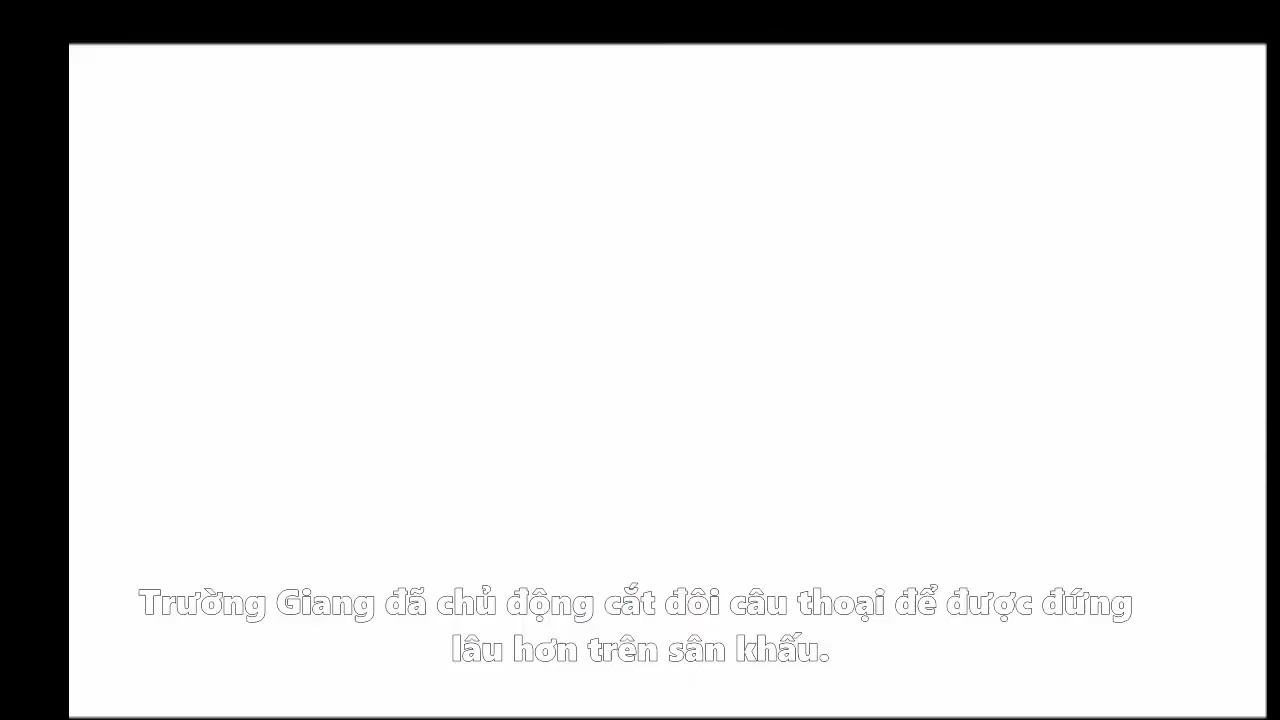 Trường Giang đã chủ động cắt đôi câu thoại để được đứng
lâu hơn trên sân khấu.